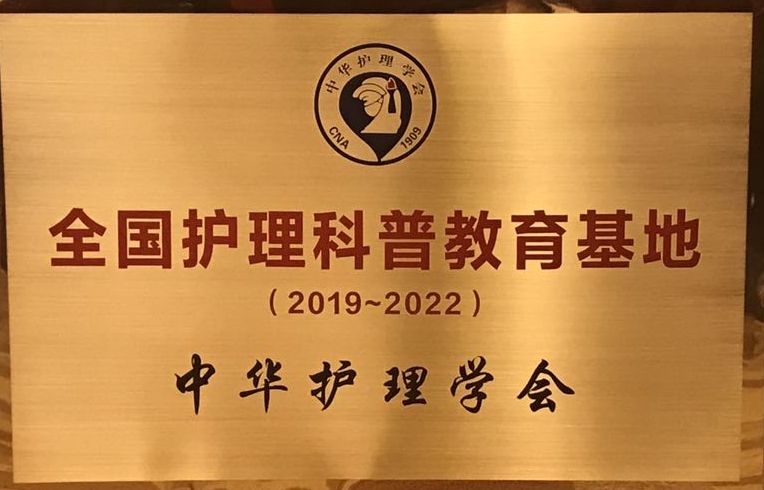 中华护理学会
CNA 1909
全国护理科普教育基地
（2019~2022）
中华护理学会